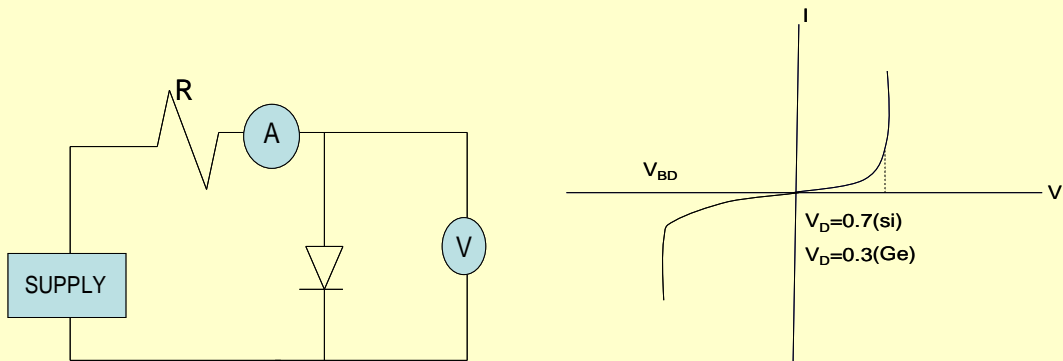 R
A
V
SUPPLY
I
V
V_BD
V_D=0.7(si)
V_D=0.3(Ge)